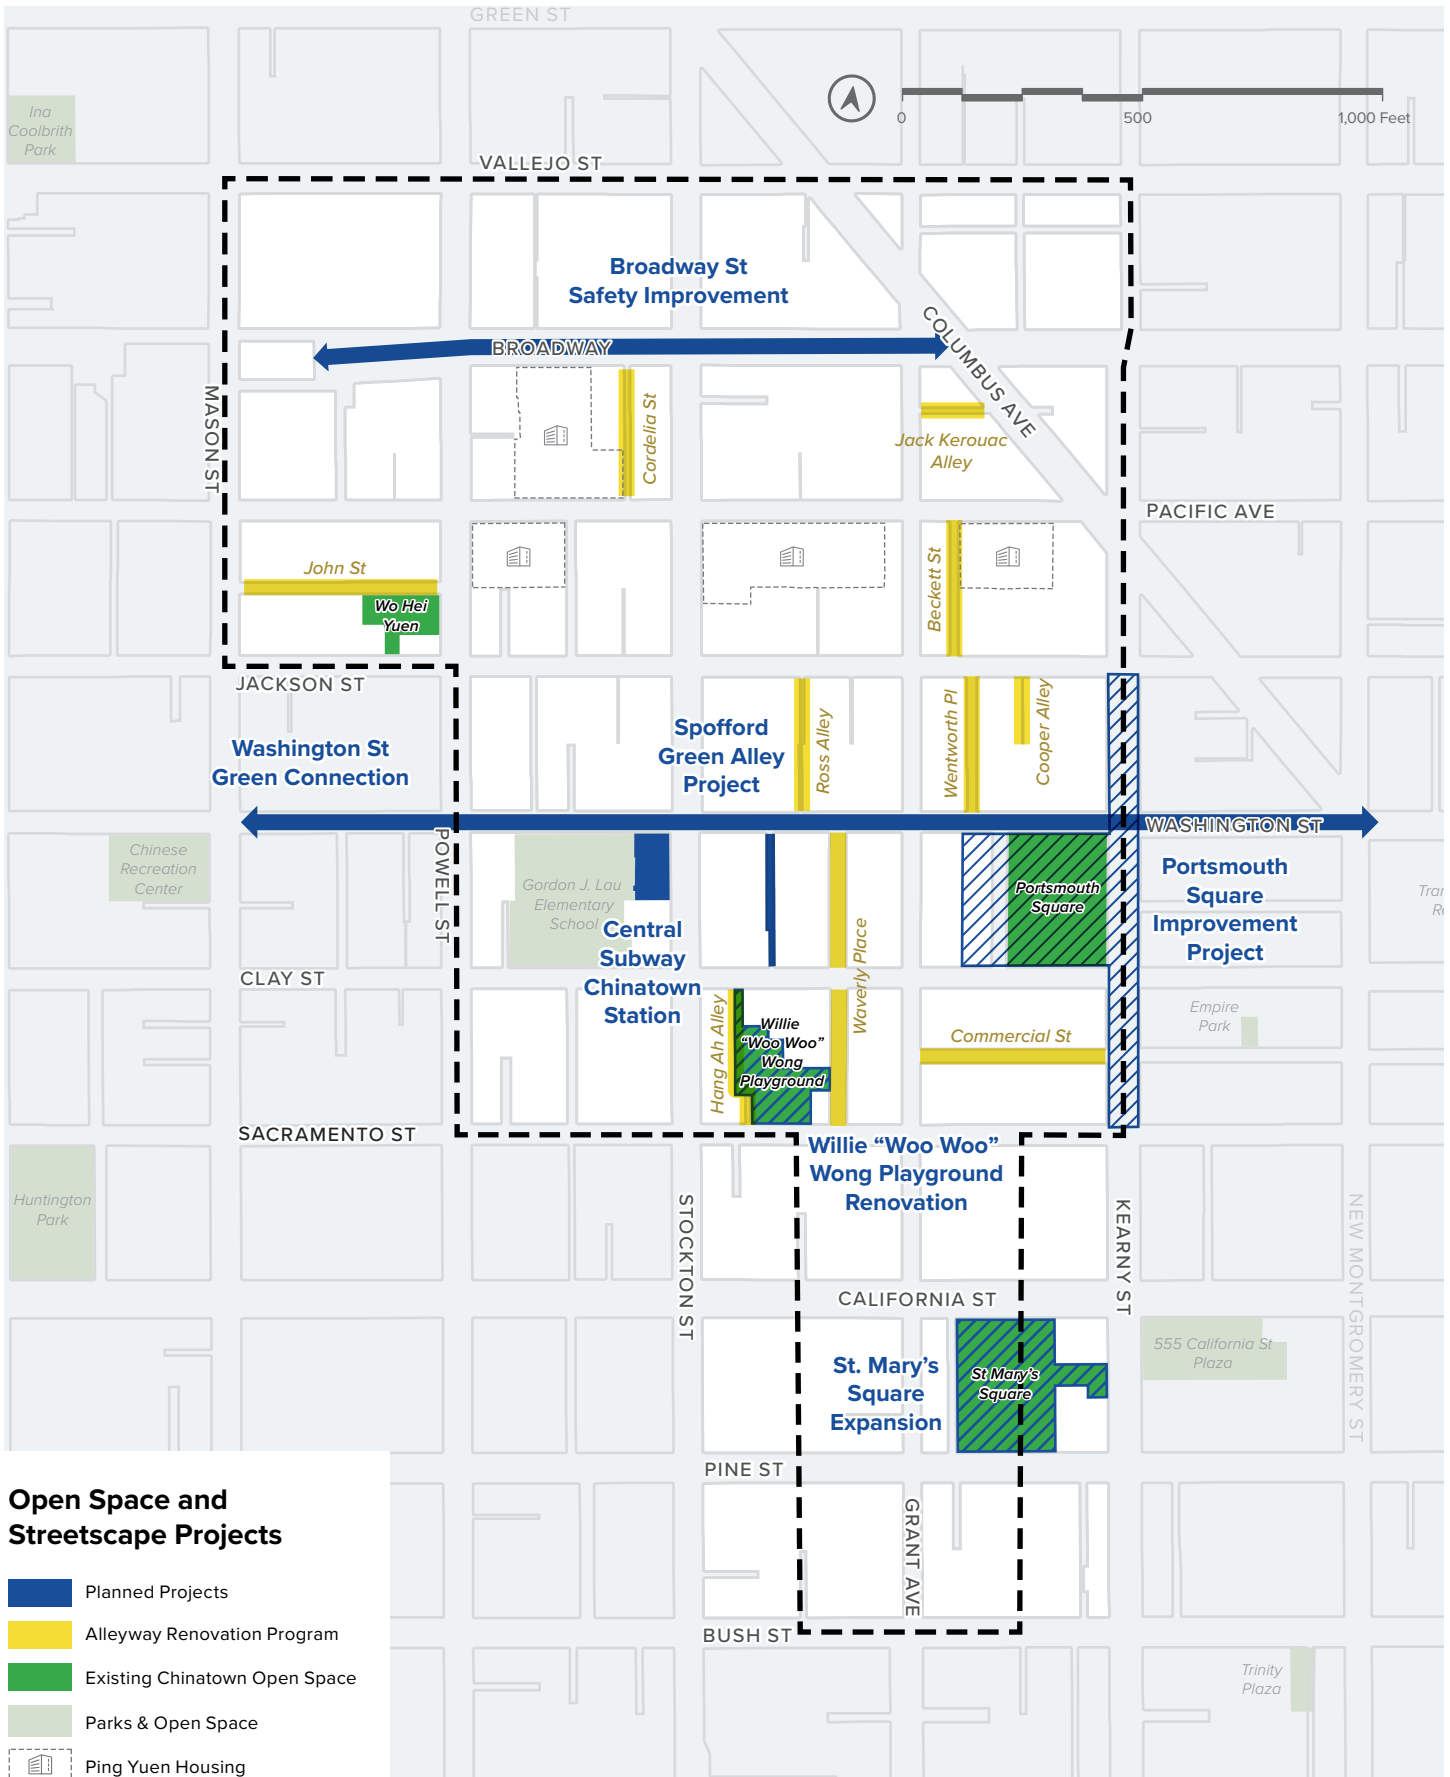 GREEN ST
0
500
1,000 Feet
Ina
Coolbrith
Park
VALLEJO ST
Broadway St
Safety Improvement
COLUMBUS AVE
BROADWAY
MASON ST
Cordelia St
Jack Kerouac
Alley
PACIFIC AVE
John St
Wo Hei
Yuen
Beckett St
JACKSON ST
Washington St
Green Connection
Spofford
Green Alley
Project
Ross Alley
Wentworth Pl
Cooper Alley
WASHINGTON ST
POWELL ST
Chinese
Recreation
Center
Gordon J. Lau
Elementary
School
Portsmouth
Square
Portsmouth
Square
Improvement
Project
Central
Subway
Chinatown
Station
Waverly Place
CLAY ST
Hang Ah Alley
Willie
“Woo Woo”
Wong
Playground
Commercial St
Empire
Park
SACRAMENTO ST
Willie “Woo Woo”
Wong Playground
Renovation
Huntington
Park
STOCKTON ST
KEARNY ST
NEW MONTGROMERY ST
CALIFORNIA ST
St. Mary’s
Square
Expansion
St Mary’s
Square
555 California St
Plaza
PINE ST
GRANT AVE
BUSH ST
Trinity
Plaza
Open Space and
Streetscape Projects
Planned Projects
Alleyway Renovation Program
Existing Chinatown Open Space
Parks & Open Space
Ping Yuen Housing